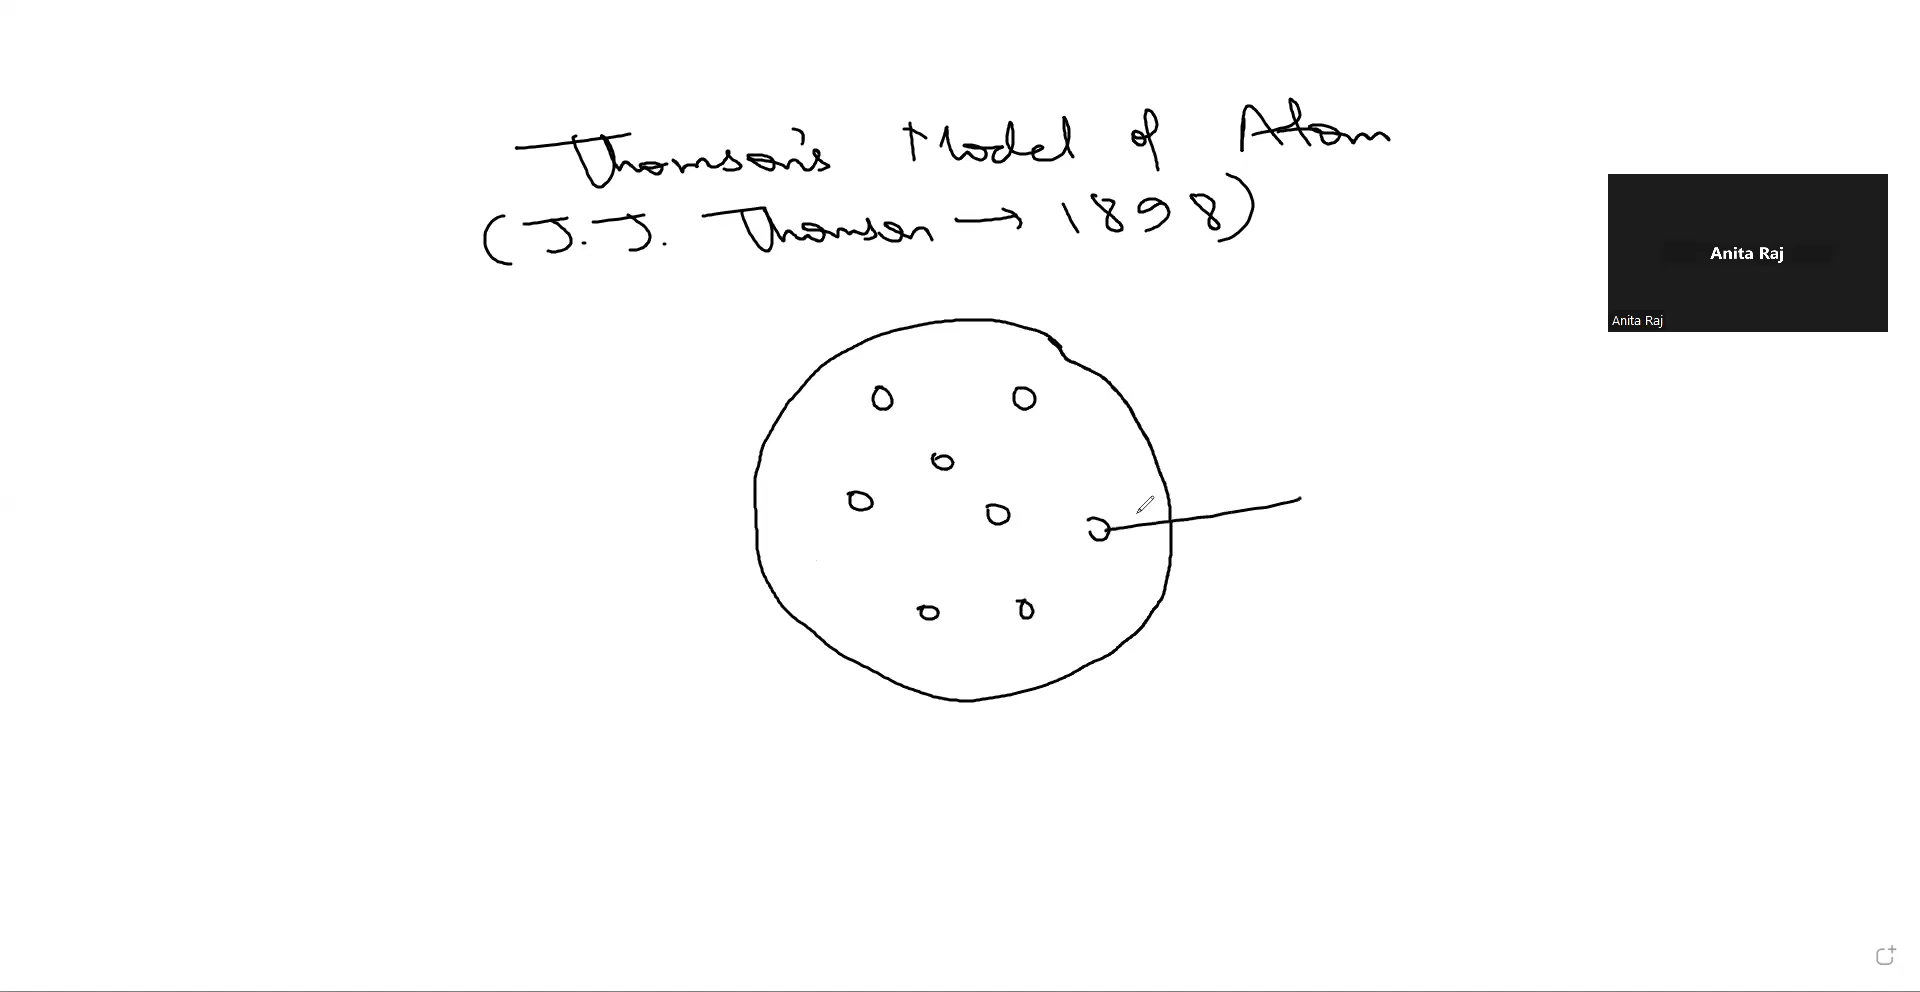 Thomson's Model of Atom
(J. J. Thomson → 1898)
Anita Raj
Anita Raj